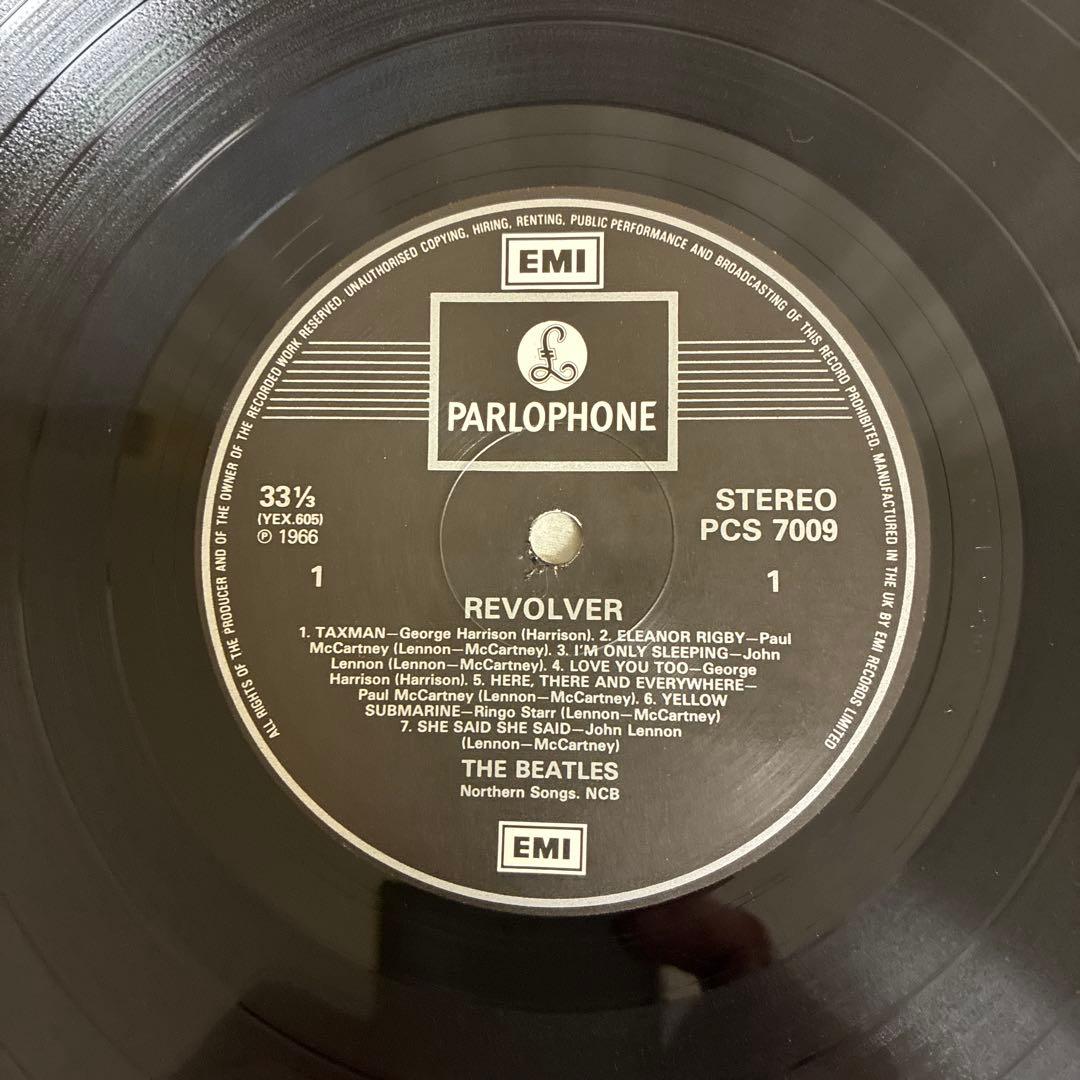 ALL RIGHTS OF THE PRODUCER AND OF THE OWNER OF THE RECORDED WORK RESERVED. UNAUTHORISED COPYING, HIRING, RENTING, PUBLIC PERFORMANCE AND BROADCASTING OF THIS RECORD PROHIBITED. MANUFACTURED IN THE UK BY EMI RECORDS LIMITED
EMI
£
PARLOPHONE
33⅓
(YEX.605)
℗ 1966
1
STEREO
PCS 7009
1
REVOLVER
1. TAXMAN—George Harrison (Harrison). 2. ELEANOR RIGBY—Paul
McCartney (Lennon—McCartney). 3. I'M ONLY SLEEPING—John
Lennon (Lennon—McCartney). 4. LOVE YOU TOO—George
Harrison (Harrison). 5. HERE, THERE AND EVERYWHERE—
Paul McCartney (Lennon—McCartney). 6. YELLOW
SUBMARINE—Ringo Starr (Lennon—McCartney)
7. SHE SAID SHE SAID—John Lennon
(Lennon—McCartney)
THE BEATLES
Northern Songs. NCB
EMI